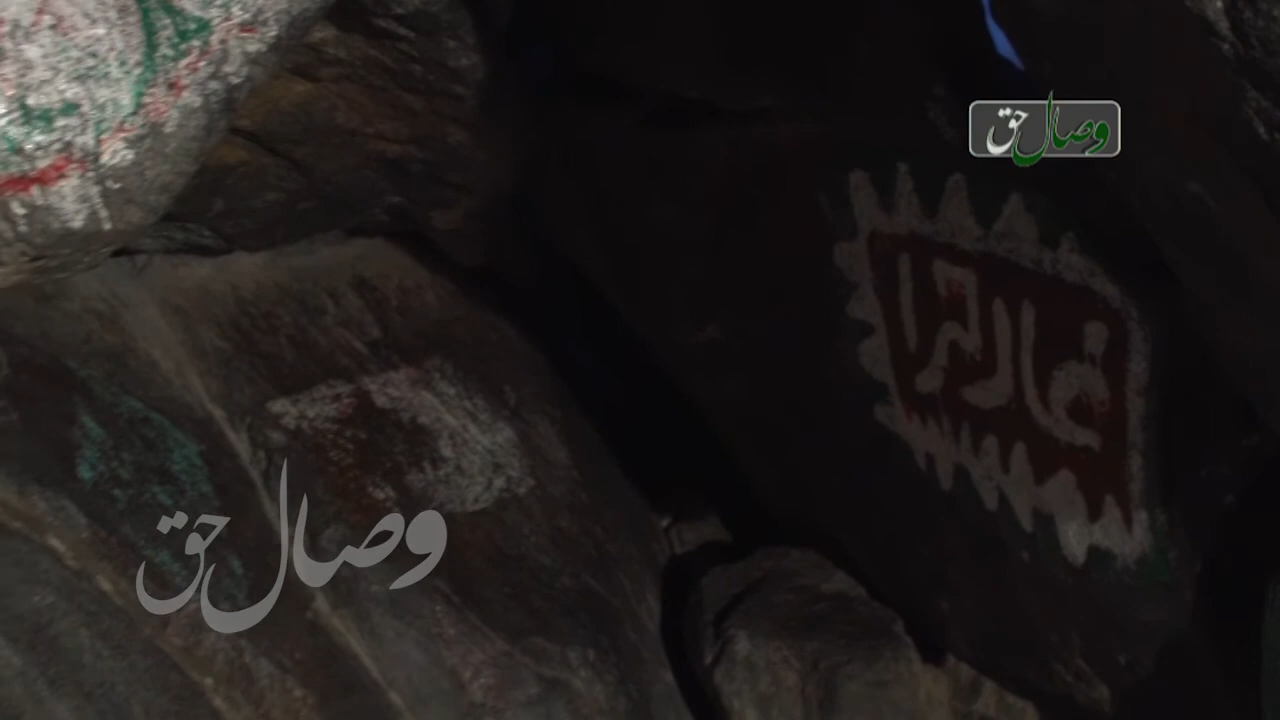 وصال حق
غار حرا
وصال حق